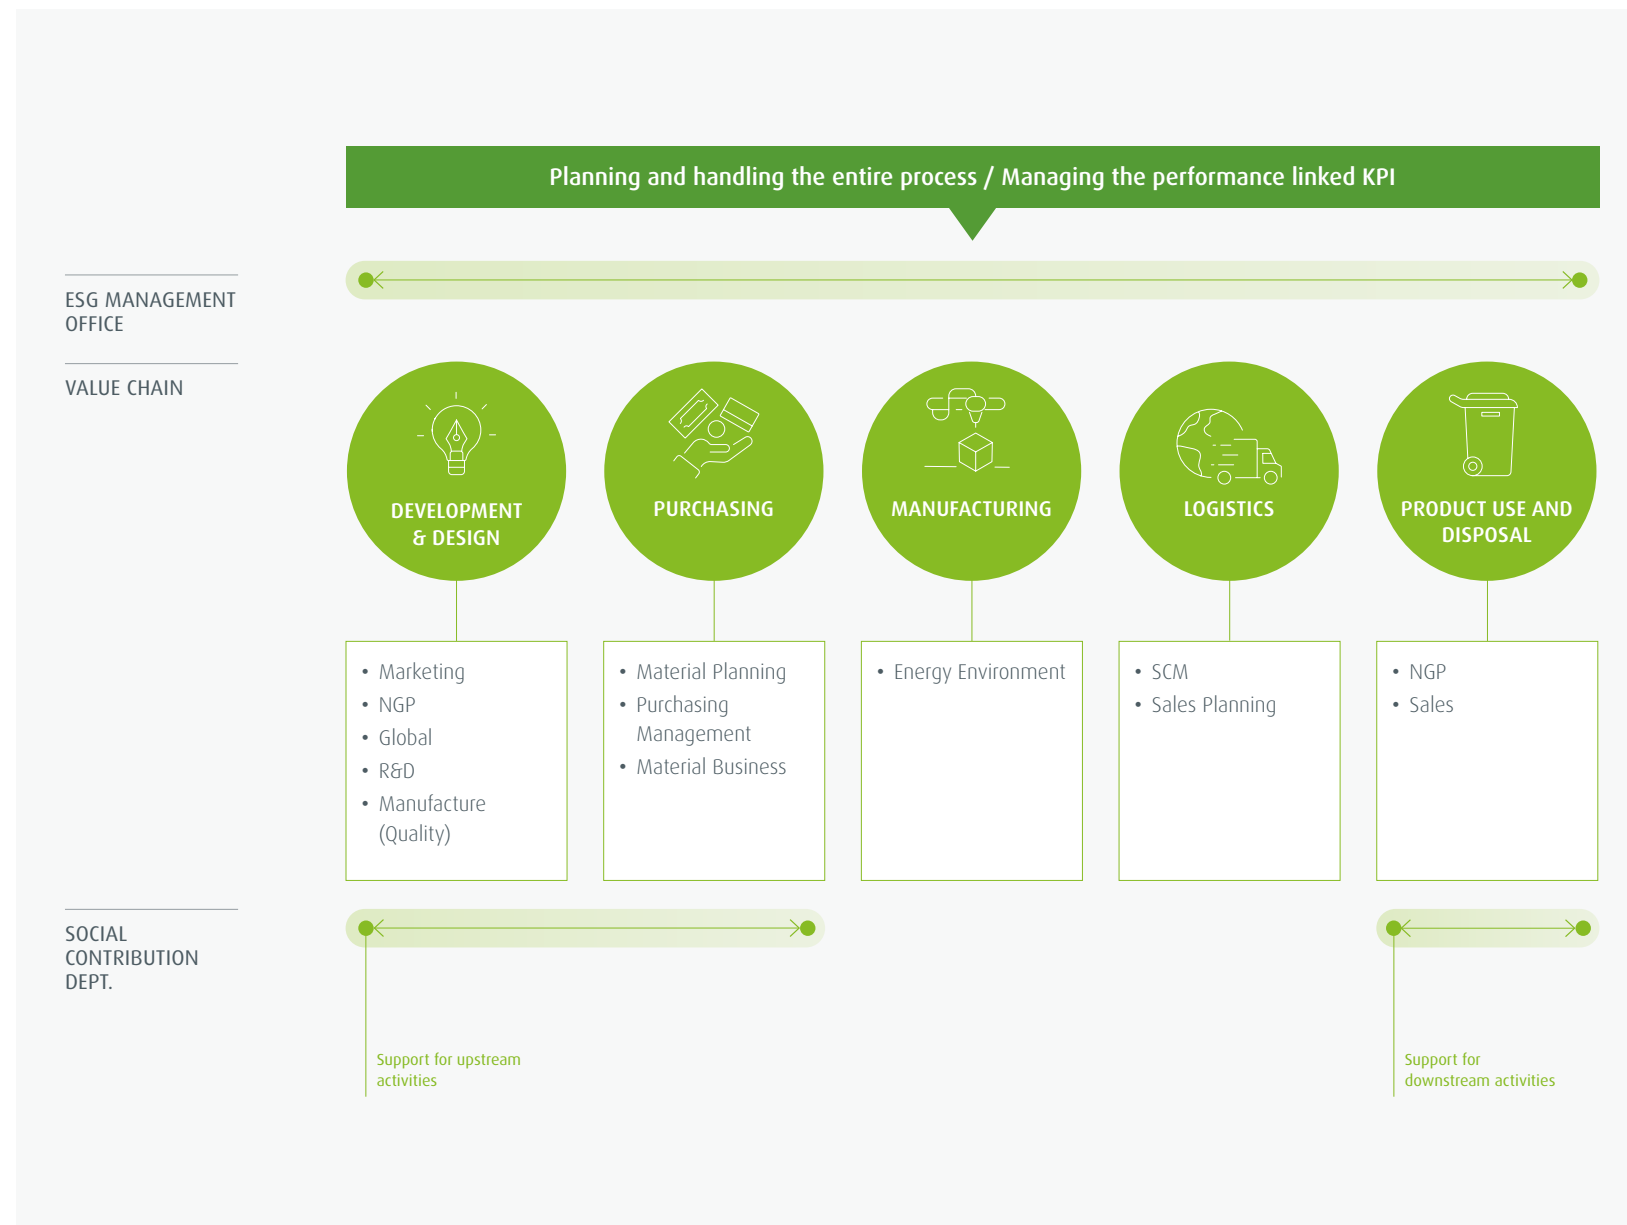 Planning and handling the entire process / Managing the performance linked KPI
ESG MANAGEMENT
OFFICE
VALUE CHAIN
DEVELOPMENT
& DESIGN
PURCHASING
MANUFACTURING
LOGISTICS
PRODUCT USE AND
DISPOSAL
• Marketing
• NGP
• Global
• R&D
• Manufacture
(Quality)
• Material Planning
• Purchasing
Management
• Material Business
• Energy Environment
• SCM
• Sales Planning
• NGP
• Sales
SOCIAL
CONTRIBUTION
DEPT.
Support for upstream
activities
Support for
downstream activities